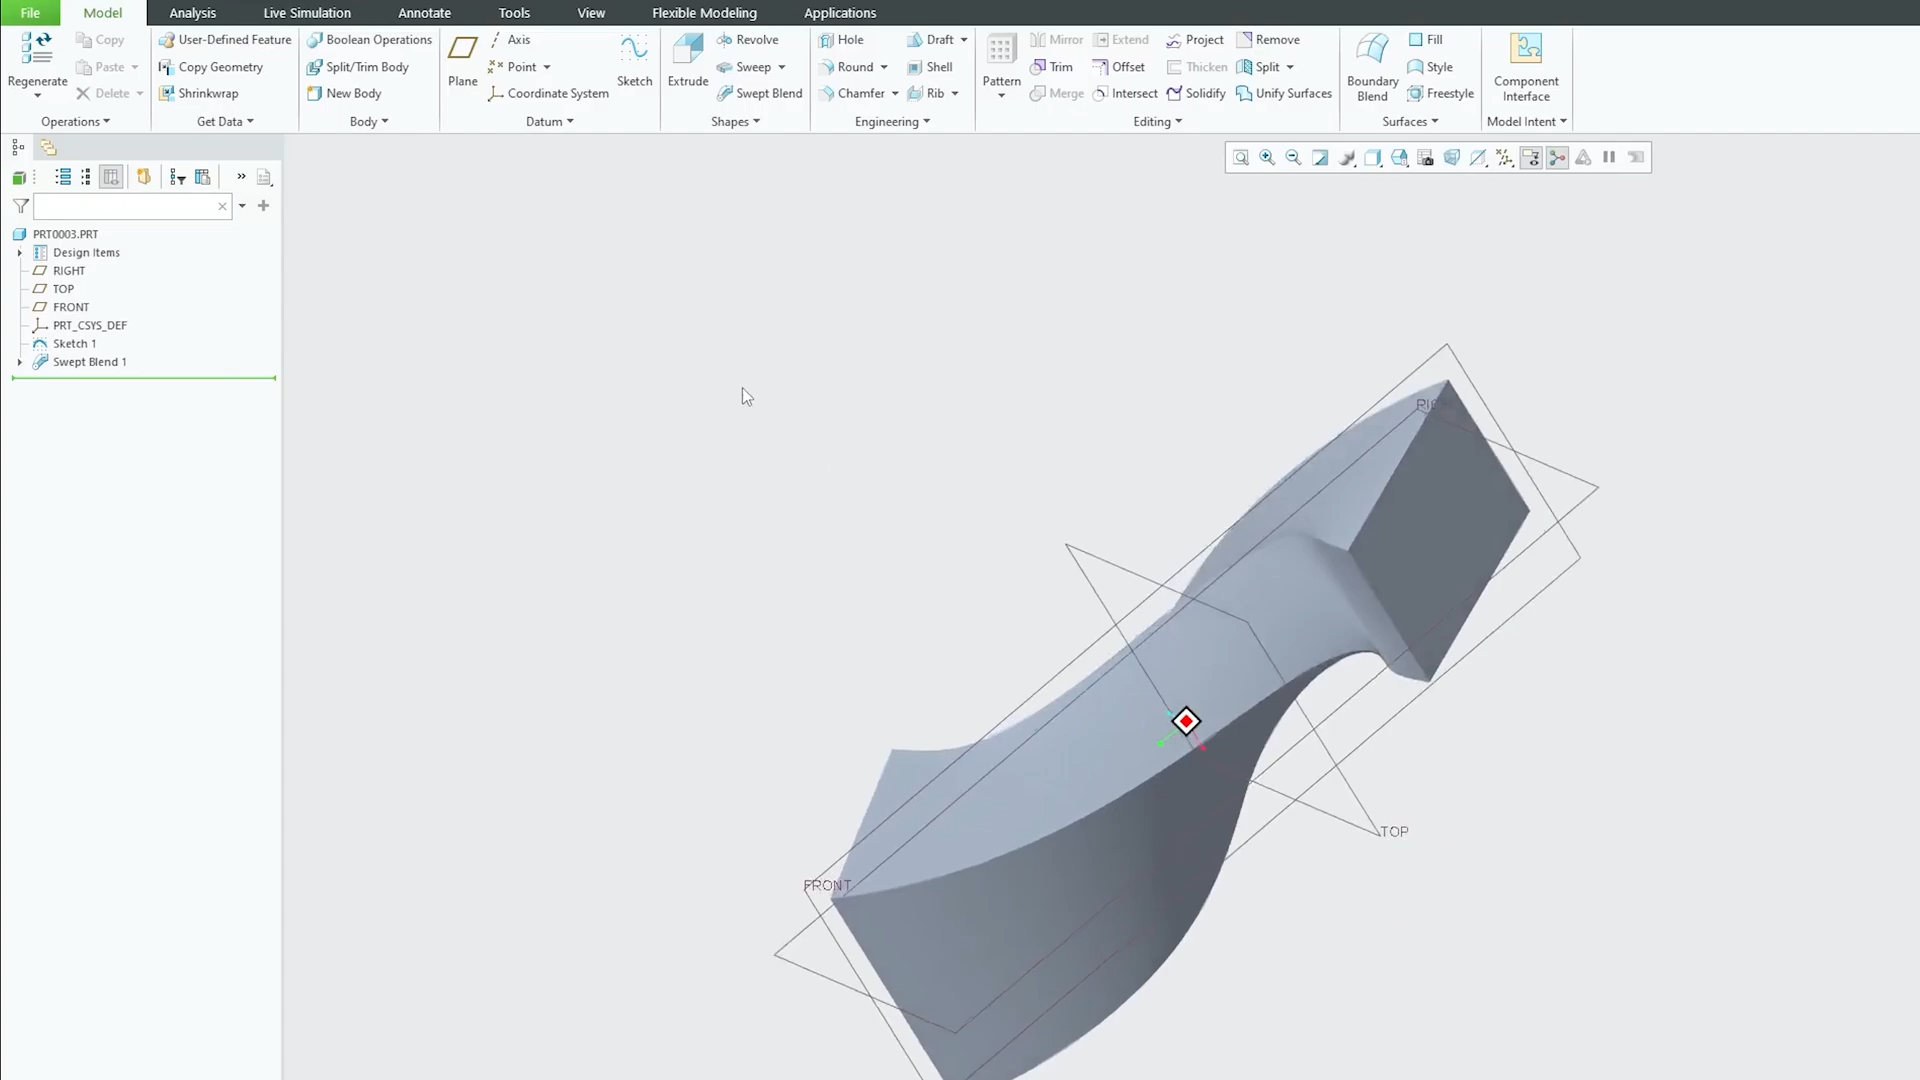 File Model Analysis Live Simulation Annotate Tools View Flexible Modeling Applications
Regenerate
Copy
Paste
Delete
Operations
User-Defined Feature
Copy Geometry
Shrinkwrap
Get Data
Boolean Operations
Split/Trim Body
New Body
Body
Plane
Axis
Point
Coordinate System
Sketch
Datum
Extrude
Revolve
Sweep
Swept Blend
Shapes
Hole
Round
Chamfer
Draft
Shell
Rib
Engineering
Pattern
Mirror
Trim
Merge
Extend
Offset
Intersect
Project
Thicken
Solidify
Remove
Split
Unify Surfaces
Editing
Boundary
Blend
Fill
Style
Freestyle
Surfaces
Component
Interface
Model Intent
PRT0003.PRT
Design Items
RIGHT
TOP
FRONT
PRT_CSYS_DEF
Sketch 1
Swept Blend 1
TOP
FRONT